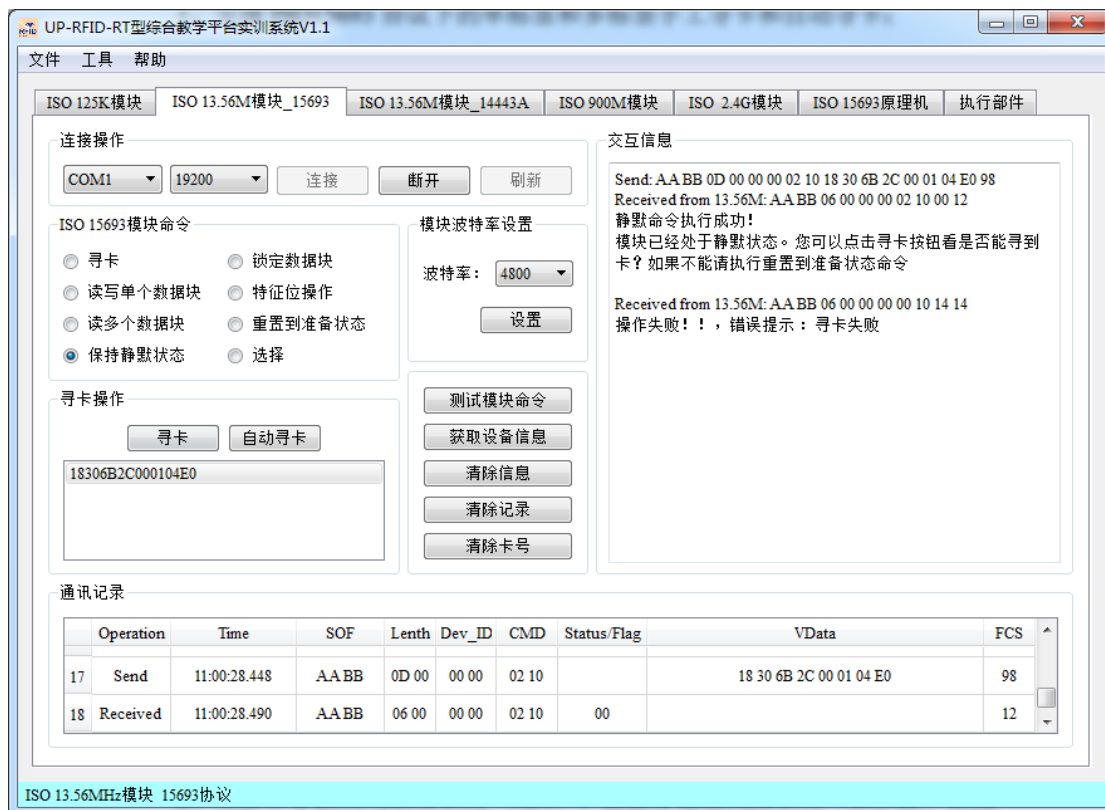 UP-RFID-RT型综合教学平台实训系统V1.1
文件 工具 帮助
ISO 125K模块 ISO 13.56M模块_15693 ISO 13.56M模块_14443A ISO 900M模块 ISO 2.4G模块 ISO 15693原理机 执行部件
连接操作
COM1 19200 连接 断开 刷新
ISO 15693模块命令
寻卡 锁定数据块
读写单个数据块 特征位操作
读多个数据块 重置到准备状态
保持静默状态 选择
模块波特率设置
波特率： 4800
设置
寻卡操作
寻卡 自动寻卡
18306B2C000104E0
测试模块命令
获取设备信息
清除信息
清除记录
清除卡号
交互信息
Send: AA BB 0D 00 00 00 02 10 18 30 6B 2C 00 01 04 E0 98
Received from 13.56M: AA BB 06 00 00 00 02 10 00 12
静默命令执行成功！
模块已经处于静默状态。您可以点击寻卡按钮看是否能寻到
卡？如果不能请执行重置到准备状态命令
Received from 13.56M: AA BB 06 00 00 00 00 10 14 14
操作失败！！，错误提示：寻卡失败
通讯记录
Operation Time SOF Lenth Dev_ID CMD Status/Flag VData FCS
17 Send 11:00:28.448 AA BB 0D 00 00 00 02 10 18 30 6B 2C 00 01 04 E0 98
18 Received 11:00:28.490 AA BB 06 00 00 00 02 10 00 12
ISO 13.56MHz模块 15693协议